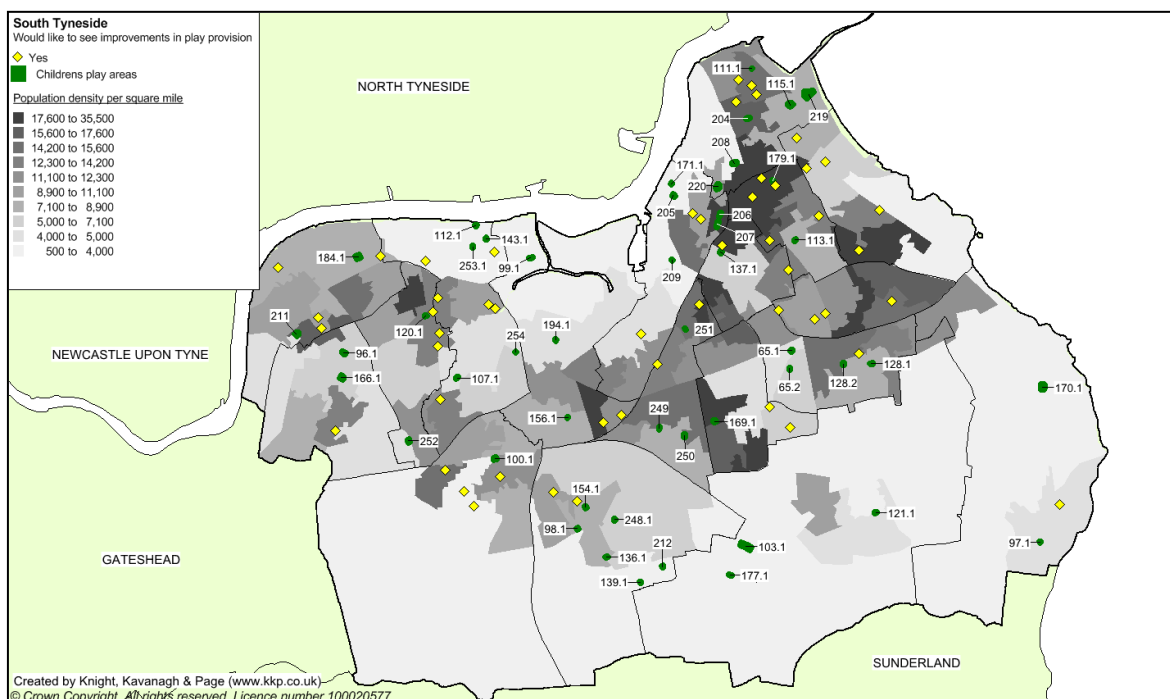 South Tyneside
Would like to see improvements in play provision
Yes
Childrens play areas
Population density per square mile
17,600 to 35,500
15,600 to 17,600
14,200 to 15,600
12,300 to 14,200
11,100 to 12,300
8,900 to 11,100
7,100 to 8,900
5,000 to 7,100
4,000 to 5,000
500 to 4,000
NORTH TYNESIDE
111.1
115.1
204
219
208
171.1
179.1
220
205
206
207
112.1
143.1
113.1
184.1
253.1
99.1
137.1
209
211
120.1
194.1
251
254
NEWCASTLE UPON TYNE
96.1
65.1
166.1
107.1
65.2
128.2
128.1
170.1
156.1
249
169.1
252
250
100.1
154.1
248.1
121.1
98.1
GATESHEAD
136.1
212
103.1
97.1
139.1
177.1
SUNDERLAND
Created by Knight, Kavanagh & Page (www.kkp.co.uk)
© Crown Copyright. All rights reserved. Licence number 100020577